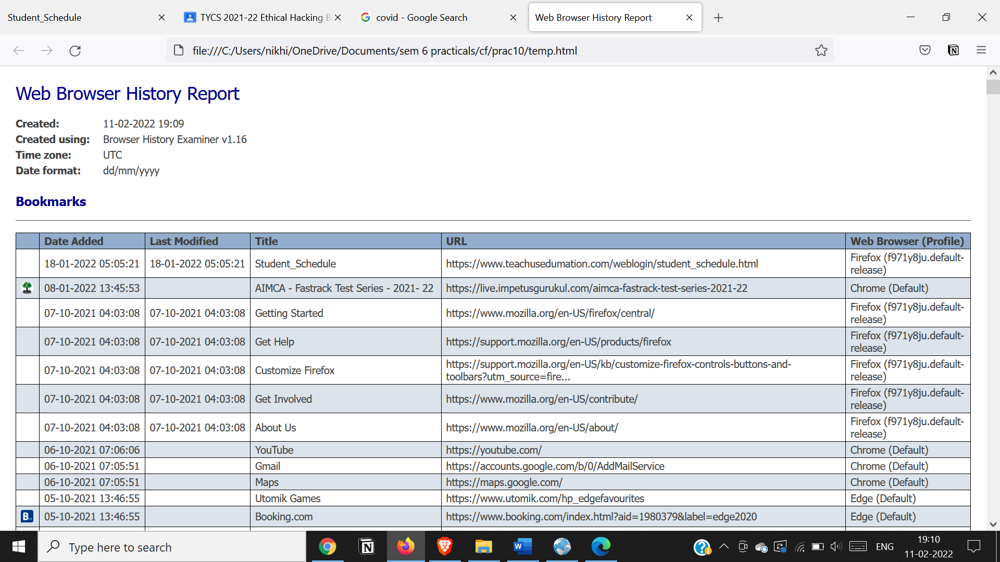 Student_Schedule
TYCS 2021-22 Ethical Hacking B
covid - Google Search
Web Browser History Report
file:///C:/Users/nikhi/OneDrive/Documents/sem 6 practicals/cf/prac10/temp.html
Web Browser History Report
Created: 11-02-2022 19:09
Created using: Browser History Examiner v1.16
Time zone: UTC
Date format: dd/mm/yyyy
Bookmarks
Date Added Last Modified Title URL Web Browser (Profile)
18-01-2022 05:05:21 18-01-2022 05:05:21 Student_Schedule https://www.teachusedumation.com/weblogin/student_schedule.html Firefox (f971y8ju.default-
release)
08-01-2022 13:45:53 AIMCA - Fastrack Test Series - 2021- 22 https://live.impetusgurukul.com/aimca-fastrack-test-series-2021-22 Chrome (Default)
07-10-2021 04:03:08 07-10-2021 04:03:08 Getting Started https://www.mozilla.org/en-US/firefox/central/ Firefox (f971y8ju.default-
release)
07-10-2021 04:03:08 07-10-2021 04:03:08 Get Help https://support.mozilla.org/en-US/products/firefox Firefox (f971y8ju.default-
release)
07-10-2021 04:03:08 07-10-2021 04:03:08 Customize Firefox https://support.mozilla.org/en-US/kb/customize-firefox-controls-buttons-and- Firefox (f971y8ju.default-
toolbars?utm_source=fire... release)
07-10-2021 04:03:08 07-10-2021 04:03:08 Get Involved https://www.mozilla.org/en-US/contribute/ Firefox (f971y8ju.default-
release)
07-10-2021 04:03:08 07-10-2021 04:03:08 About Us https://www.mozilla.org/en-US/about/ Firefox (f971y8ju.default-
release)
06-10-2021 07:06:06 YouTube https://youtube.com/ Chrome (Default)
06-10-2021 07:05:51 Gmail https://accounts.google.com/b/0/AddMailService Chrome (Default)
06-10-2021 07:05:51 Maps https://maps.google.com/ Chrome (Default)
05-10-2021 13:46:55 Utomik Games https://www.utomik.com/hp_edgefavourites Edge (Default)
B. 05-10-2021 13:46:55 Booking.com https://www.booking.com/index.html?aid=1980379&label=edge2020 Edge (Default)
Type here to search
ENG
19:10
11-02-2022